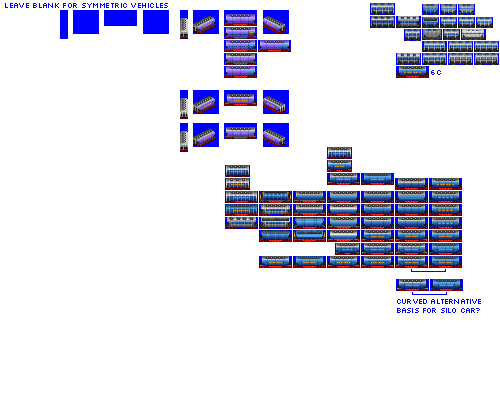 LEAVE BLANK FOR SYMMETRIC VEHICLES
6C
CURVED ALTERNATIVE
BASIS FOR SILO CAR?